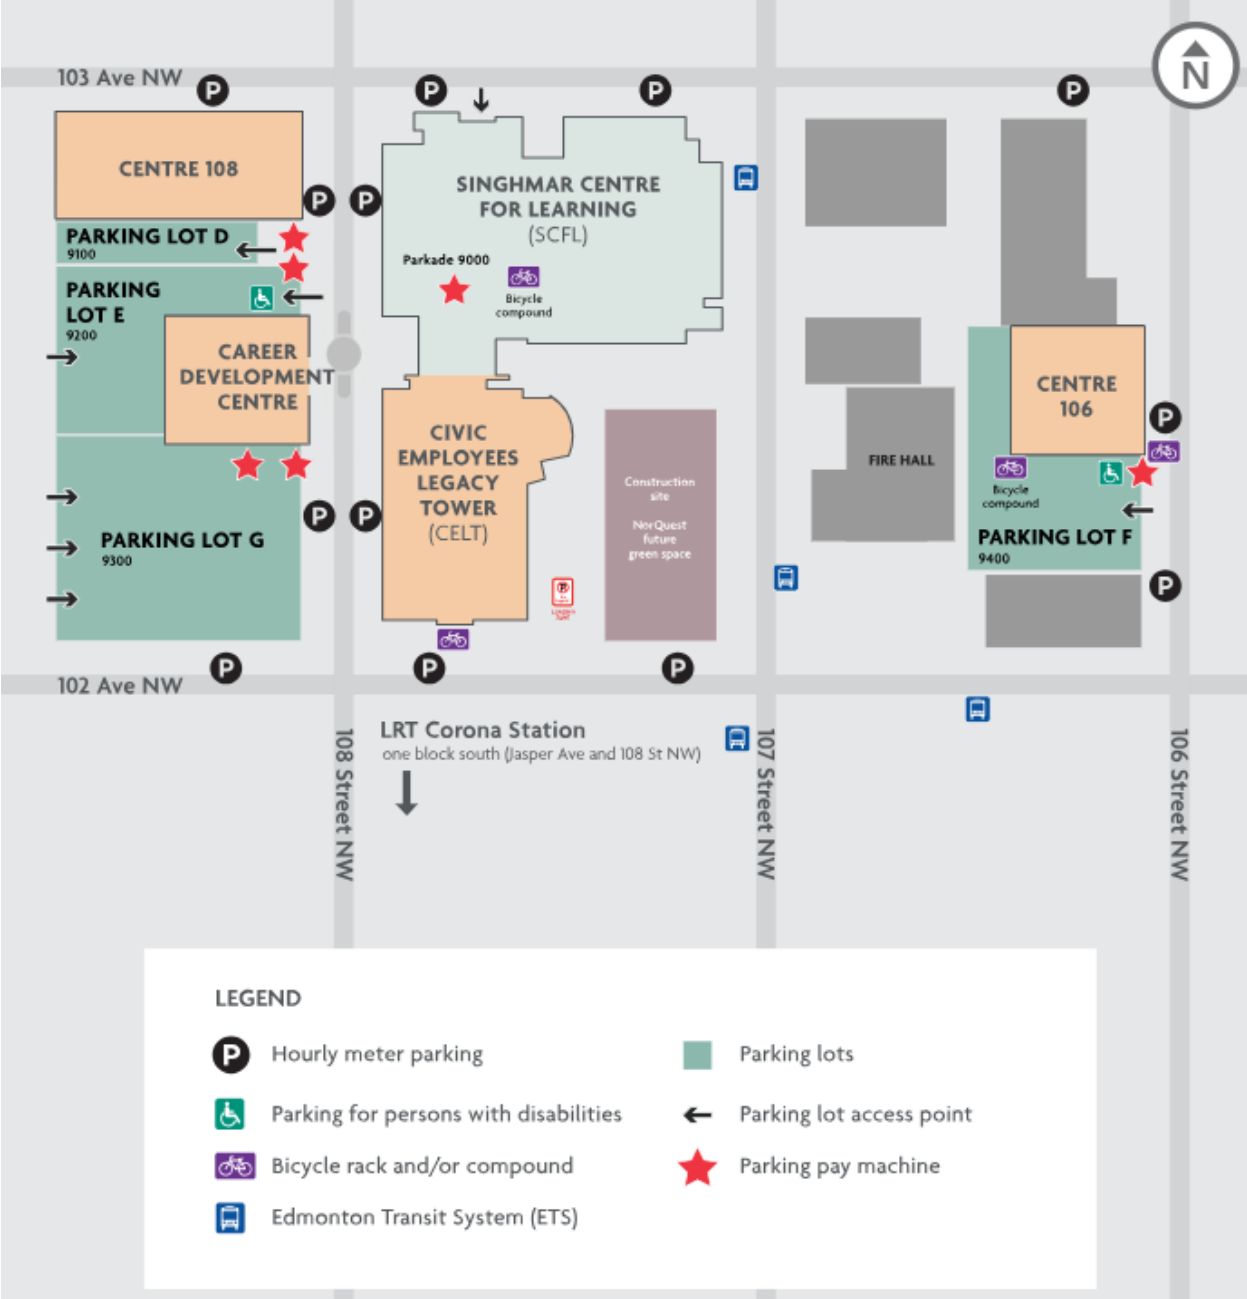 103 Ave NW
P
P
P
P
N
CENTRE 108
P
P
SINGHMAR CENTRE
FOR LEARNING
(SCFL)
PARKING LOT D
9100
Parkade 9000
Bicycle
compound
PARKING
LOT E
9200
CAREER
DEVELOPMENT
CENTRE
CENTRE
106
P
CIVIC
EMPLOYEES
LEGACY
TOWER
(CELT)
FIRE HALL
Construction
site
NorQuest
future
green space
Bicycle
compound
P
P
PARKING LOT G
9300
PARKING LOT F
9400
P
P
P
P
P
102 Ave NW
LRT Corona Station
one block south (Jasper Ave and 108 St NW)
108 Street NW
107 Street NW
106 Street NW
LEGEND
P
Hourly meter parking
Parking lots
Parking for persons with disabilities
Parking lot access point
Bicycle rack and/or compound
Parking pay machine
Edmonton Transit System (ETS)